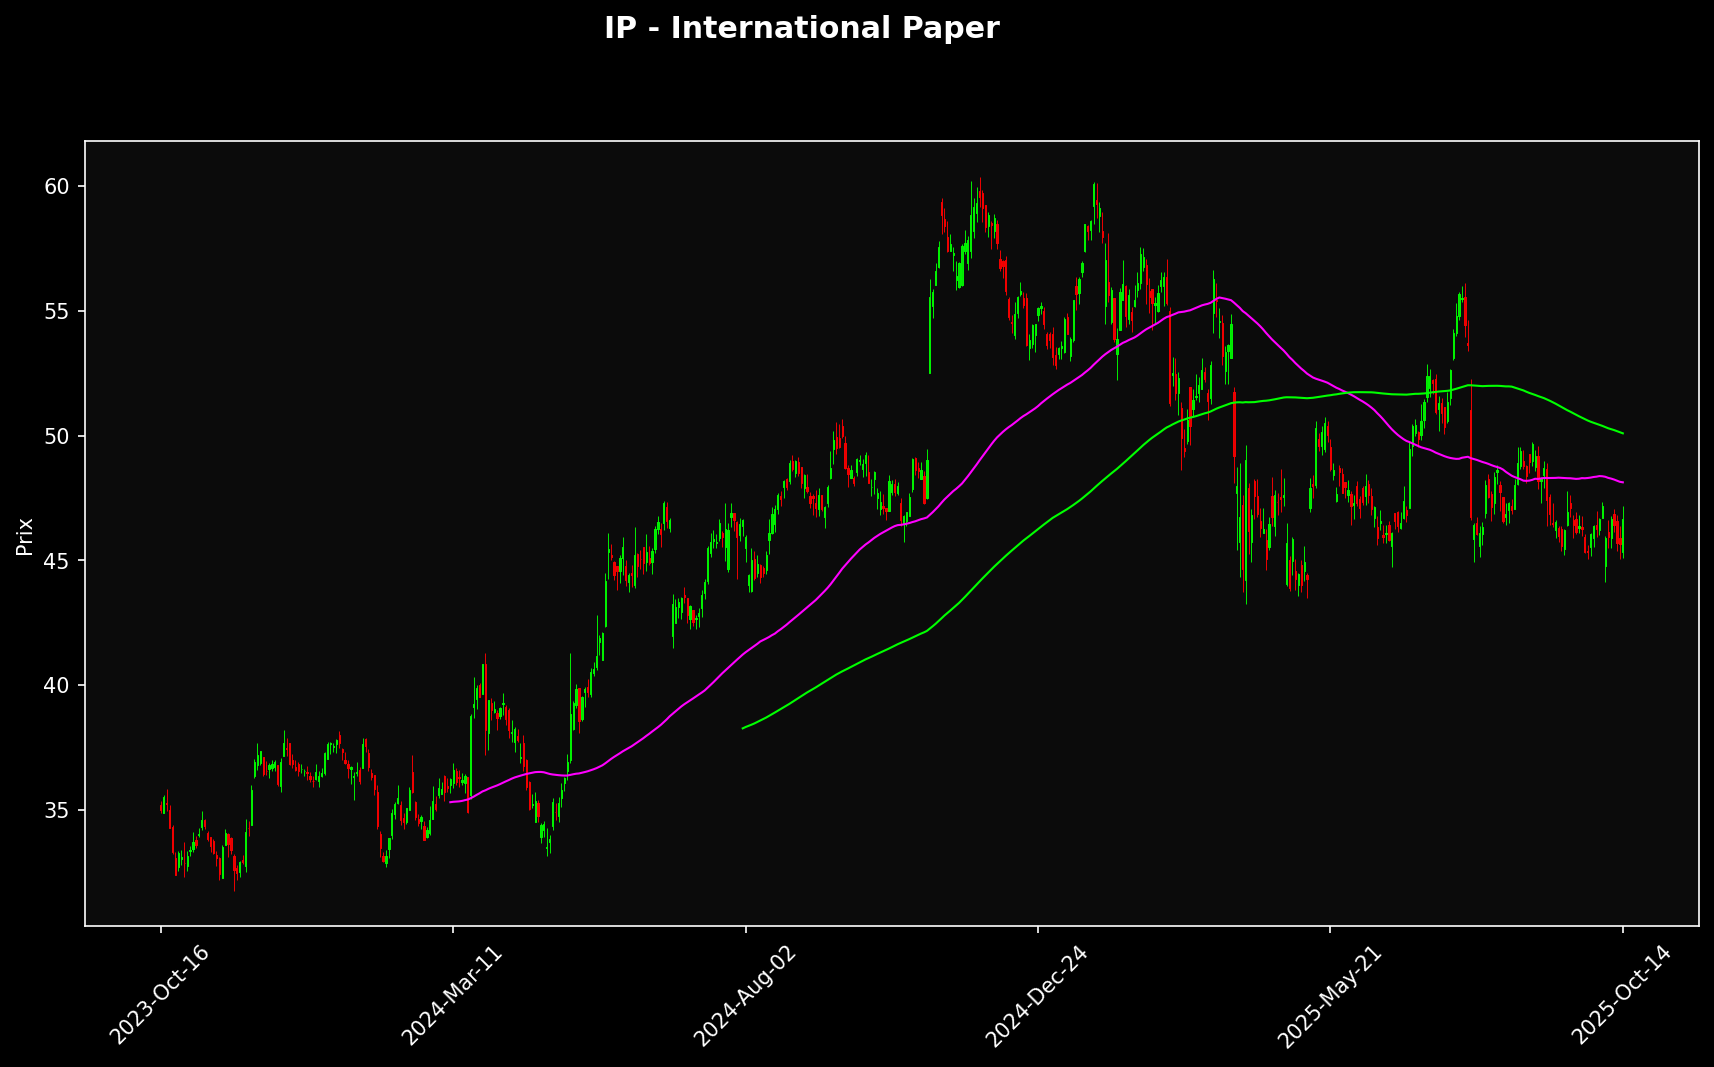 IP - International Paper
60
55
50
45
40
35
Prix
2023-Oct-16
2024-Mar-11
2024-Aug-02
2024-Dec-24
2025-May-21
2025-Oct-14